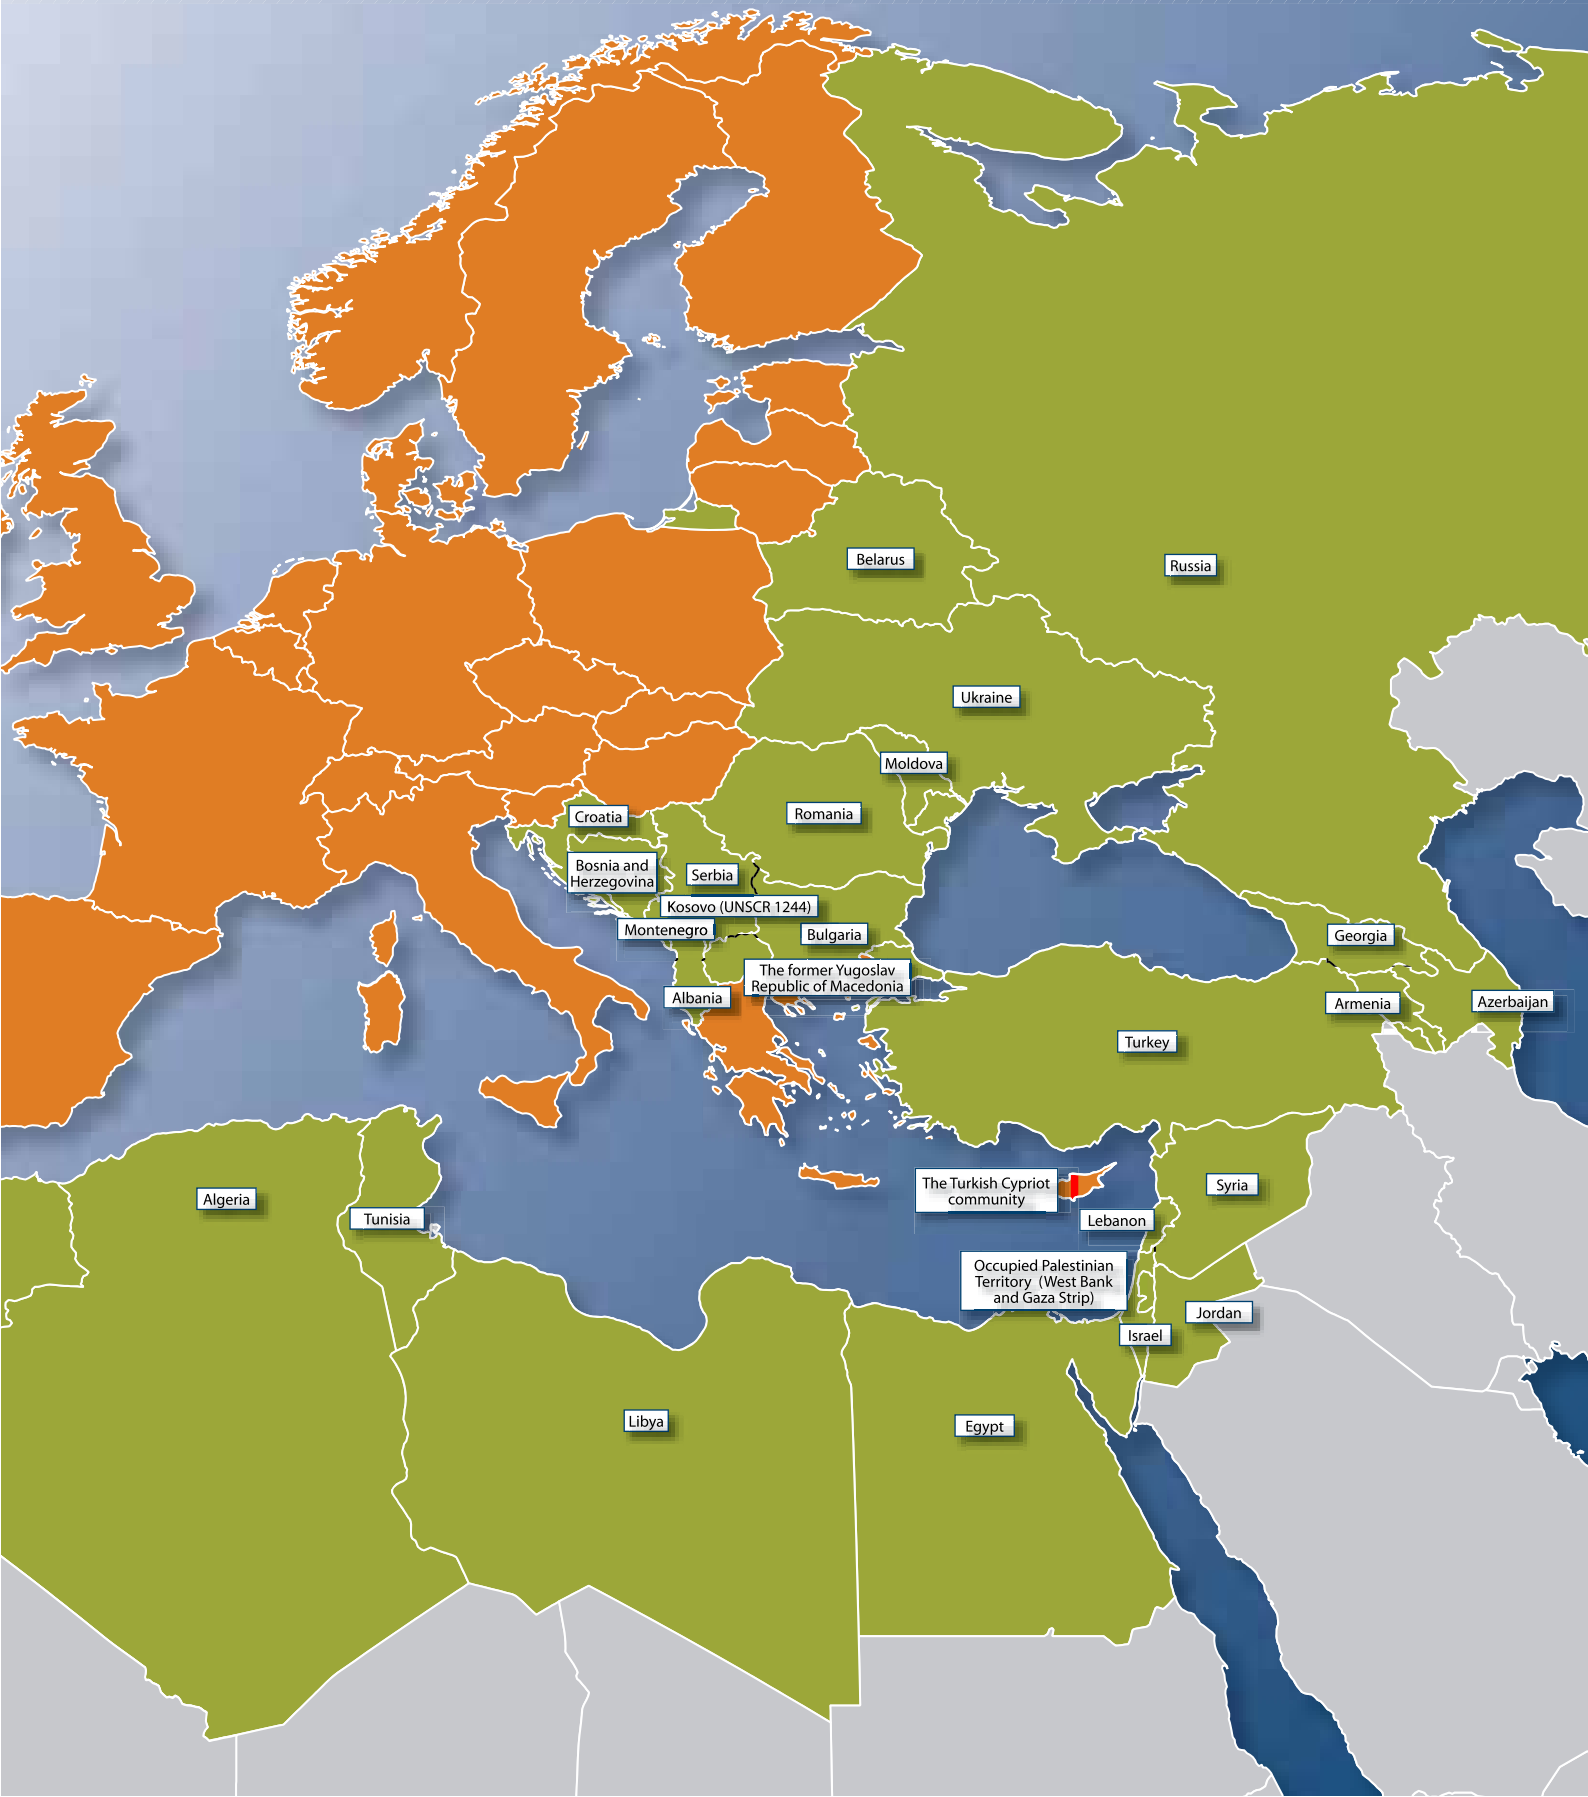 Belarus
Russia
Ukraine
Moldova
Romania
Croatia
Bosnia and
Herzegovina
Serbia
Kosovo (UNSCR 1244)
Montenegro
Bulgaria
Georgia
The former Yugoslav
Republic of Macedonia
Albania
Armenia
Azerbaijan
Turkey
The Turkish Cypriot
community
Syria
Algeria
Tunisia
Lebanon
Occupied Palestinian
Territory (West Bank
and Gaza Strip)
Jordan
Israel
Libya
Egypt